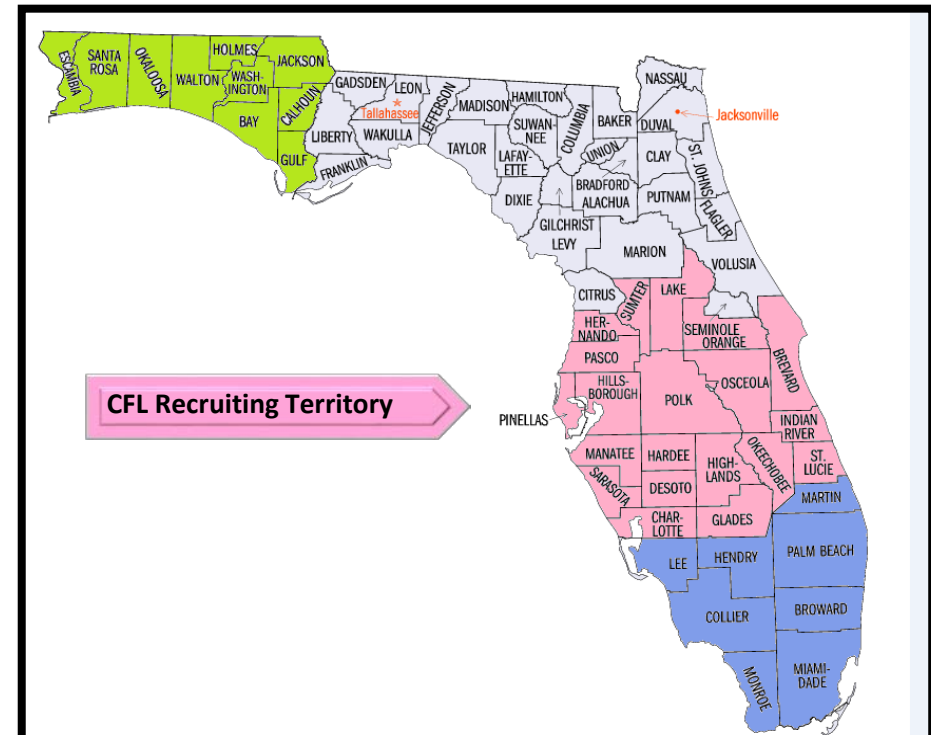 HOLMES
SANTA
ROSA
OKALOOSA
ESCAMBIA
WALTON
WASH-
INGTON
JACKSON
BAY
CALHOUN
GULF
GADSDEN
LEON
Tallahassee
LIBERTY
WAKULLA
FRANKLIN
JEFFERSON
MADISON
HAMILTON
TAYLOR
SUWAN-
NEE
LAFAY-
ETTE
COLUMBIA
BAKER
NASSAU
DUVAL
Jacksonville
UNION
CLAY
ST. JOHNS
BRADFORD
ALACHUA
PUTNAM
FLAGLER
DIXIE
GILCHRIST
LEVY
MARION
VOLUSIA
CITRUS
SUMTER
LAKE
HER-
NANDO
SEMINOLE
ORANGE
BREVARD
PASCO
HILLS-
BOROUGH
OSCEOLA
POLK
CFL Recruiting Territory
PINELLAS
INDIAN
RIVER
MANATEE
HARDEE
HIGH-
LANDS
OKEECHOBEE
ST.
LUCIE
SARASOTA
DESOTO
MARTIN
CHAR-
LOTTE
GLADES
LEE
HENDRY
PALM BEACH
COLLIER
BROWARD
MONROE
MIAMI-
DADE